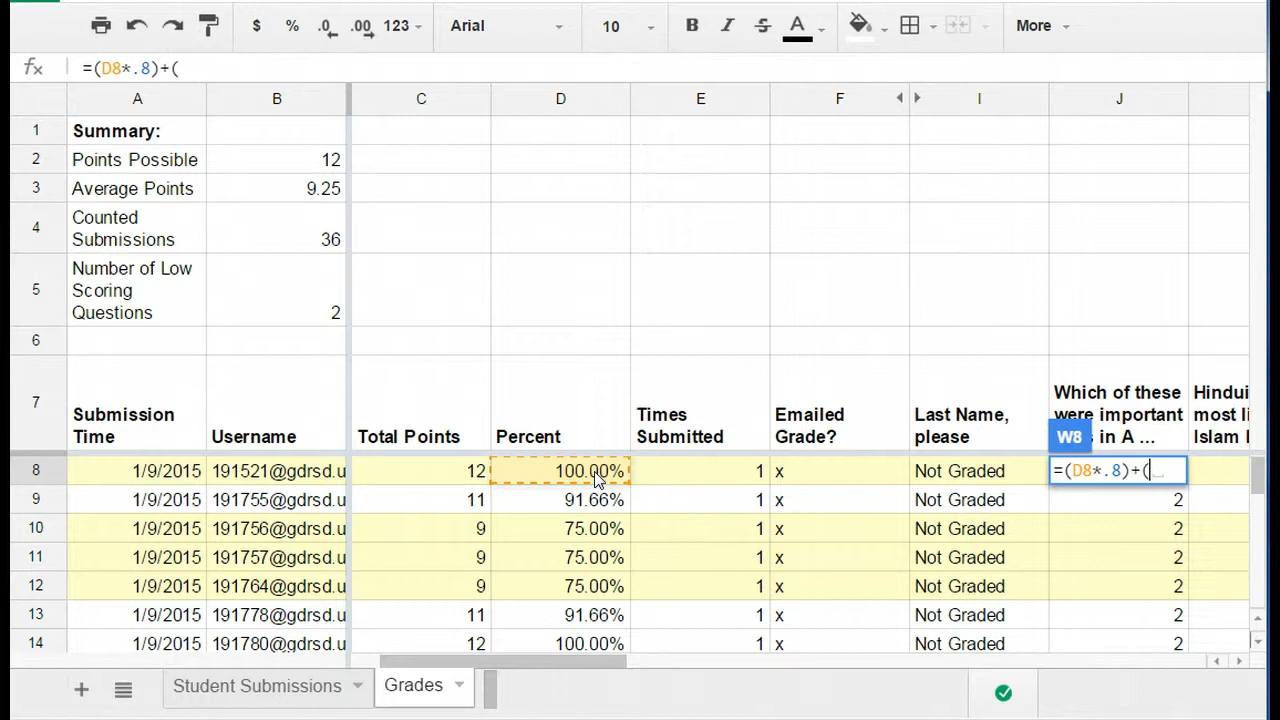 $ % .0 .00 123 Arial 10 B I S A More
fx =(D8*.8)+(
A B C D E F I J
1 Summary:
2 Points Possible 12
3 Average Points 9.25
4 Counted
Submissions 36
5 Number of Low
Scoring
Questions 2
6
7 Submission
Time Username Total Points Percent Times
Submitted Emailed
Grade? Last Name,
please Which of these
were important
in A ... Hindui
most li
Islam
W8
8 1/9/2015 191521@gdrsd.u 12 100.00% 1 x Not Graded =(D8*.8)+(
9 1/9/2015 191755@gdrsd.u 11 91.66% 1 x Not Graded 2
10 1/9/2015 191756@gdrsd.u 9 75.00% 1 x Not Graded 2
11 1/9/2015 191757@gdrsd.u 9 75.00% 1 x Not Graded 2
12 1/9/2015 191764@gdrsd.u 9 75.00% 1 x Not Graded 2
13 1/9/2015 191778@gdrsd.u 11 91.66% 1 x Not Graded 2
14 1/9/2015 191780@gdrsd.u 12 100.00% 1 x Not Graded 2
+ Student Submissions Grades